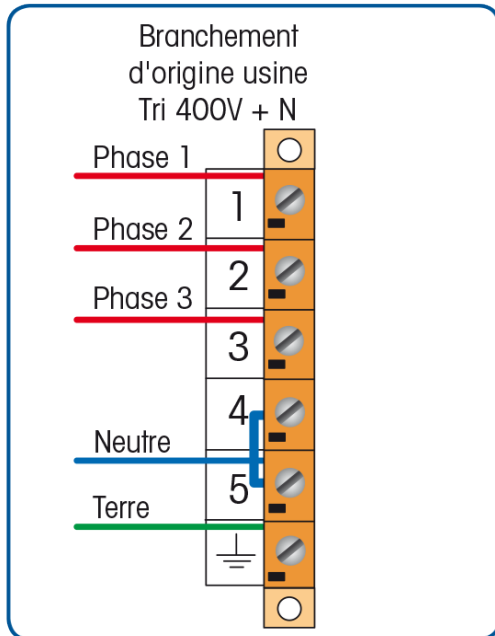 Branchement
d'origine usine
Tri 400V + N
Phase 1
1
Phase 2
2
Phase 3
3
4
Neutre
5
Terre